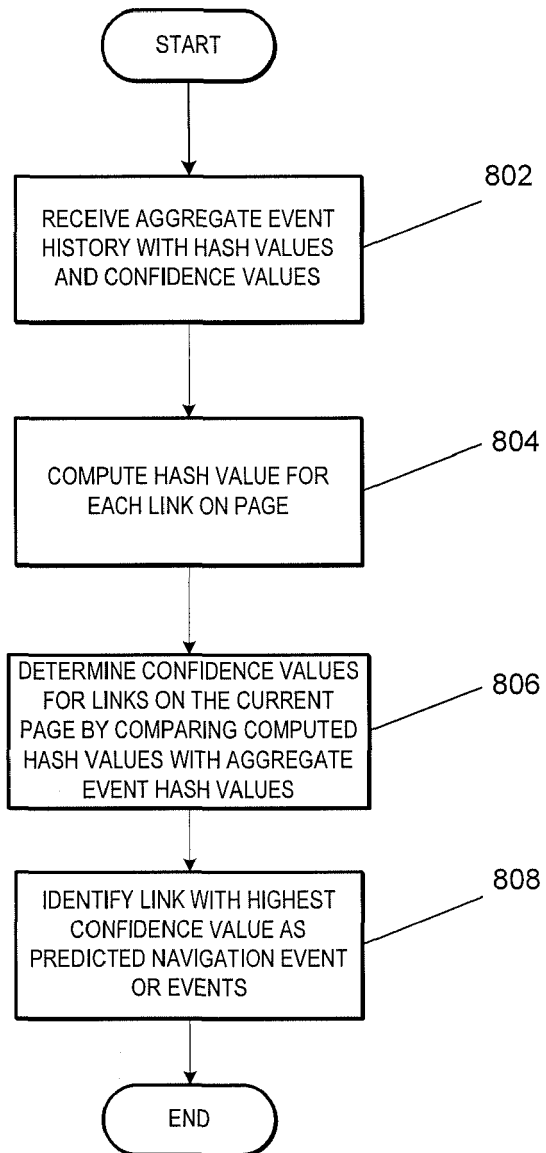 START
802
RECEIVE AGGREGATE EVENT
HISTORY WITH HASH VALUES
AND CONFIDENCE VALUES
804
COMPUTE HASH VALUE FOR
EACH LINK ON PAGE
DETERMINE CONFIDENCE VALUES
FOR LINKS ON THE CURRENT
PAGE BY COMPARING COMPUTED
HASH VALUES WITH AGGREGATE
EVENT HASH VALUES
806
IDENTIFY LINK WITH HIGHEST
CONFIDENCE VALUE AS
PREDICTED NAVIGATION EVENT
OR EVENTS
808
END